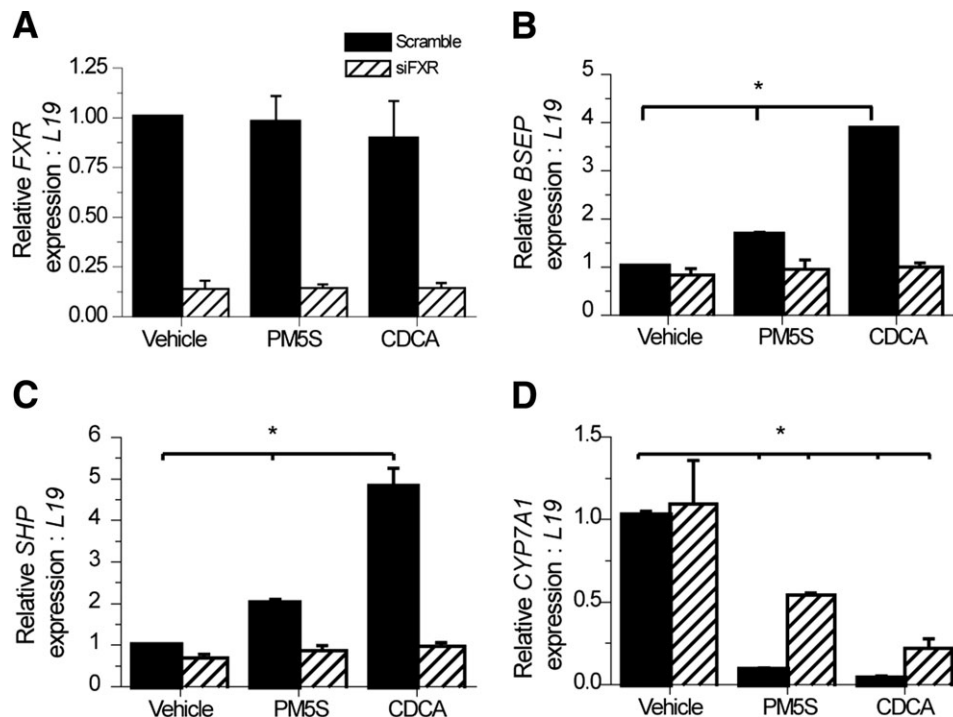 A
Scramble
siFXR
Relative FXR
expression : L19
1.25
1.00
0.75
0.50
0.25
0.00
Vehicle PM5S CDCA
B
Relative BSEP
expression : L19
5
4
3
2
1
0
*
Vehicle PM5S CDCA
C
Relative SHP
expression : L19
6
5
4
3
2
1
0
*
Vehicle PM5S CDCA
D
Relative CYP7A1
expression : L19
1.5
1.0
0.5
0.0
*
Vehicle PM5S CDCA